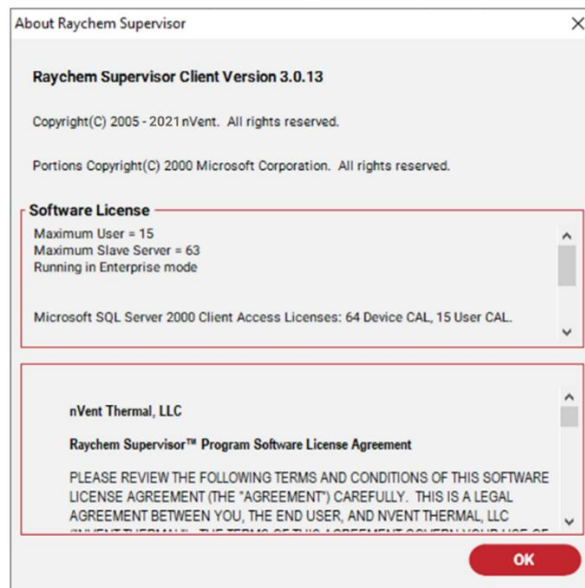 About Raychem Supervisor
Raychem Supervisor Client Version 3.0.13
Copyright(C) 2005 - 2021 nVent. All rights reserved.
Portions Copyright(C) 2000 Microsoft Corporation. All rights reserved.
Software License
Maximum User = 15
Maximum Slave Server = 63
Running in Enterprise mode
Microsoft SQL Server 2000 Client Access Licenses: 64 Device CAL, 15 User CAL.
nVent Thermal, LLC
Raychem Supervisor™ Program Software License Agreement
PLEASE REVIEW THE FOLLOWING TERMS AND CONDITIONS OF THIS SOFTWARE
LICENSE AGREEMENT (THE "AGREEMENT") CAREFULLY. THIS IS A LEGAL
AGREEMENT BETWEEN YOU, THE END USER, AND NVENT THERMAL, LLC
OK